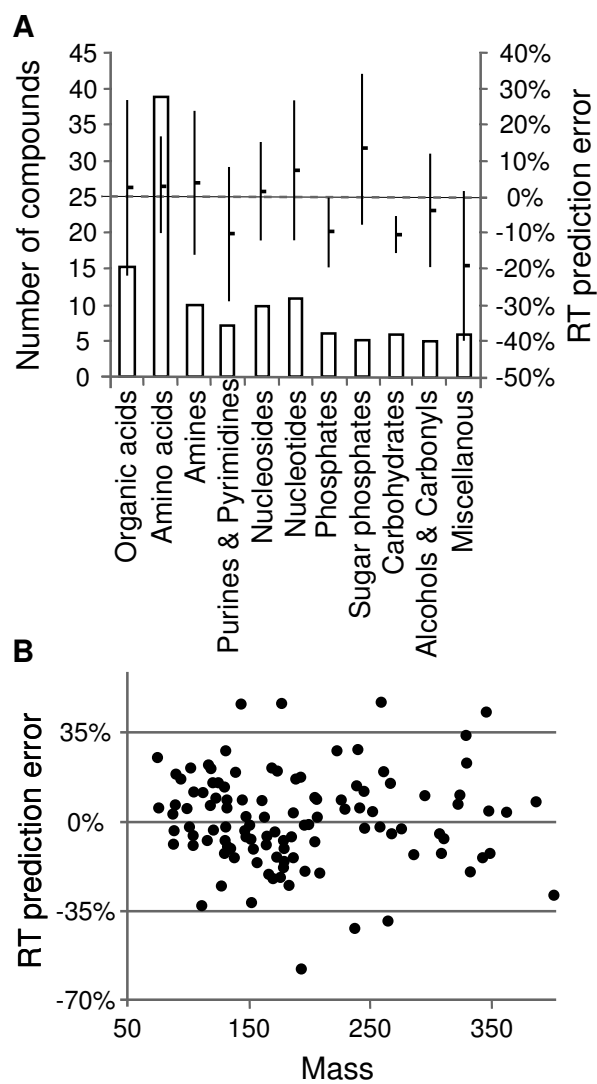 A
Number of compounds
45
40
35
30
25
20
15
10
5
0
40%
30%
20%
10%
0%
-10%
-20%
-30%
-40%
-50%
RT prediction error
Organic acids
Amino acids
Amines
Purines & Pyrimidines
Nucleosides
Nucleotides
Phosphates
Sugar phosphates
Carbohydrates
Alcohols & Carbonyls
Miscellanous
B
RT prediction error
35%
0%
-35%
-70%
50
150
250
350
Mass